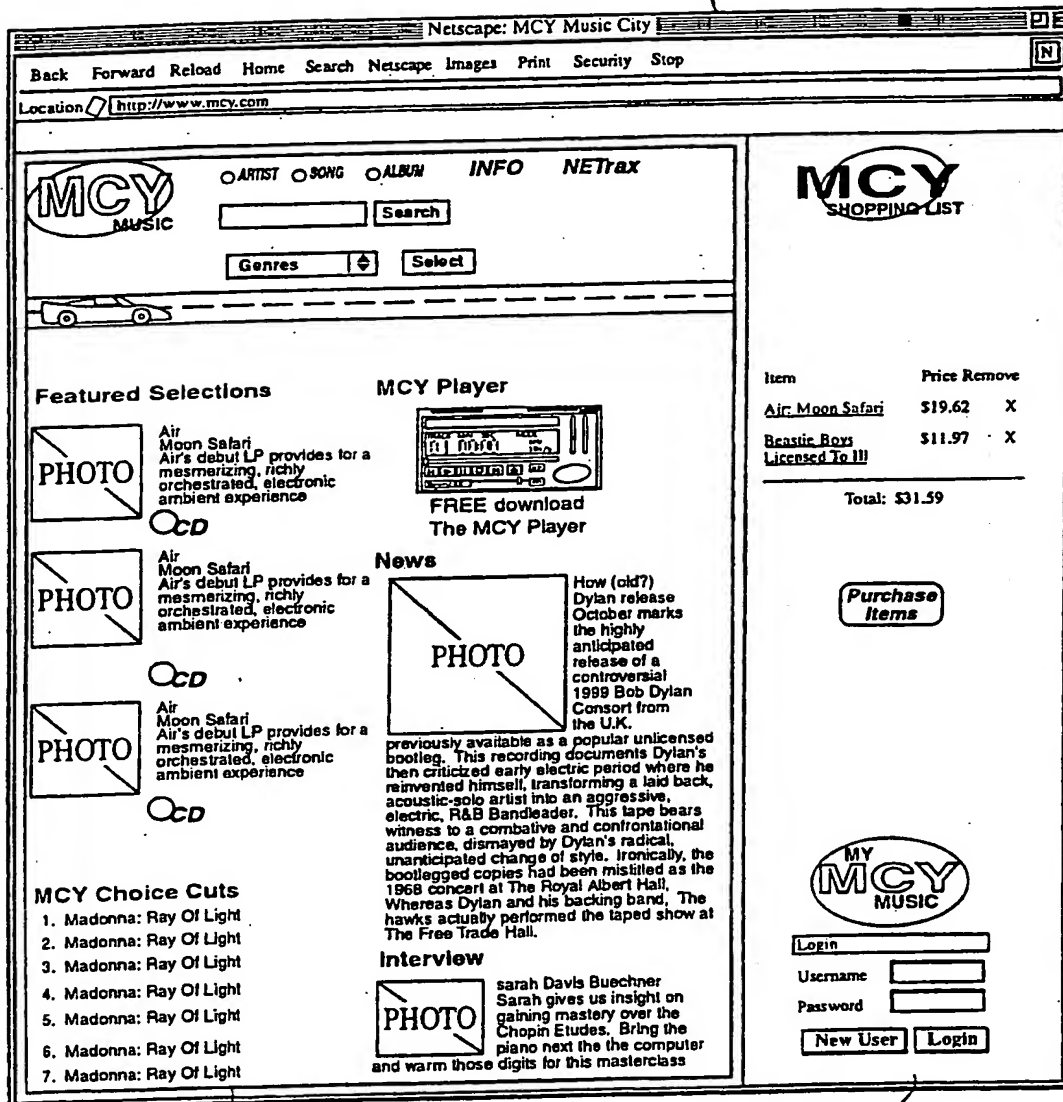 Netscape: MCY Music City
Back Forward Reload Home Search Netscape Images Print Security Stop
N
Location http://www.mcy.com
MCY
MUSIC
ARTIST SONG ALBUM INFO NETrax
Search
Genres Select
Featured Selections
PHOTO
Air
Moon Safari
Air's debut LP provides for a
mesmerizing, richly
orchestrated, electronic
ambient experience
CD
PHOTO
Air
Moon Safari
Air's debut LP provides for a
mesmerizing, richly
orchestrated, electronic
ambient experience
CD
PHOTO
Air
Moon Safari
Air's debut LP provides for a
mesmerizing, richly
orchestrated, electronic
ambient experience
CD
MCY Choice Cuts
1. Madonna: Ray Of Light
2. Madonna: Ray Of Light
3. Madonna: Ray Of Light
4. Madonna: Ray Of Light
5. Madonna: Ray Of Light
6. Madonna: Ray Of Light
7. Madonna: Ray Of Light
MCY Player
FREE download
The MCY Player
News
PHOTO
How (old?)
Dylan release
October marks
the highly
anticipated
release of a
controversial
1999 Bob Dylan
Consort from
the U.K.
previously available as a popular unlicensed
bootleg. This recording documents Dylan's
then criticized early electric period where he
reinvented himself, transforming a laid back,
acoustic-solo artist into an aggressive,
electric, R&B Bandleader. This tape bears
witness to a combative and confrontational
audience, dismayed by Dylan's radical,
unanticipated change of style. Ironically, the
bootlegged copies had been mistitled as the
1968 concert at The Royal Albert Hall,
Whereas Dylan and his backing band, The
hawks actually performed the taped show at
The Free Trade Hall.
Interview
PHOTO
sarah Davis Buechner
Sarah gives us insight on
gaining mastery over the
Chopin Etudes. Bring the
piano next the the computer
and warm those digits for this masterclass
MCY
SHOPPING LIST
Item Price Remove
Air: Moon Safari $19.62 X
Beastie Boys $11.97 X
Licensed To Ill
Total: $31.59
Purchase
Items
MY
MCY
MUSIC
Login
Username
Password
New User Login